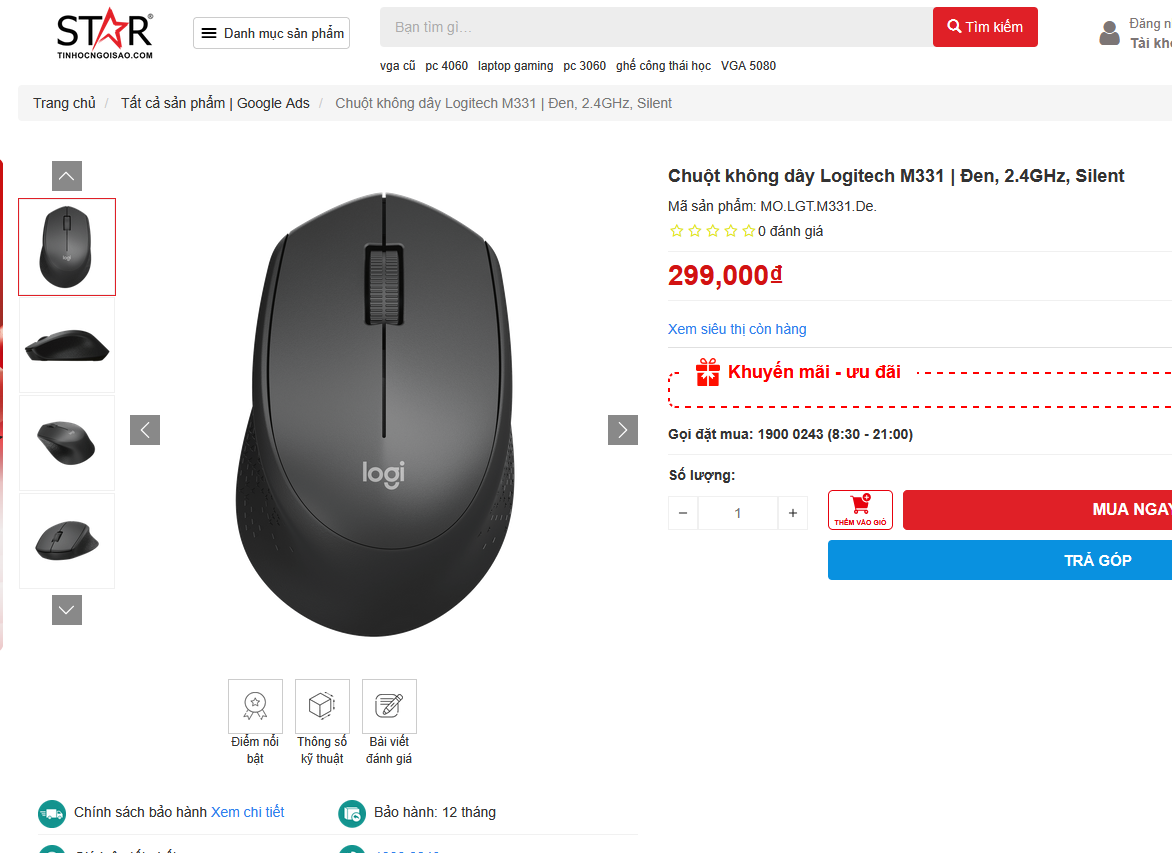 STAR®
TINHOCNGOISAO.COM
Danh mục sản phẩm
Bạn tìm gì...
Tìm kiếm
vga cũ pc 4060 laptop gaming pc 3060 ghế công thái học VGA 5080
Đăng n
Tài kh
Trang chủ / Tất cả sản phẩm | Google Ads / Chuột không dây Logitech M331 | Đen, 2.4GHz, Silent
logi
Chuột không dây Logitech M331 | Đen, 2.4GHz, Silent
Mã sản phẩm: MO.LGT.M331.De.
0 đánh giá
299,000₫
Xem siêu thị còn hàng
Khuyến mãi - ưu đãi
Gọi đặt mua: 1900 0243 (8:30 - 21:00)
Số lượng:
− 1 +
THÊM VÀO GIỎ
MUA NGAY
TRẢ GÓP
Điểm nổi bật
Thông số kỹ thuật
Bài viết đánh giá
Chính sách bảo hành Xem chi tiết
Bảo hành: 12 tháng